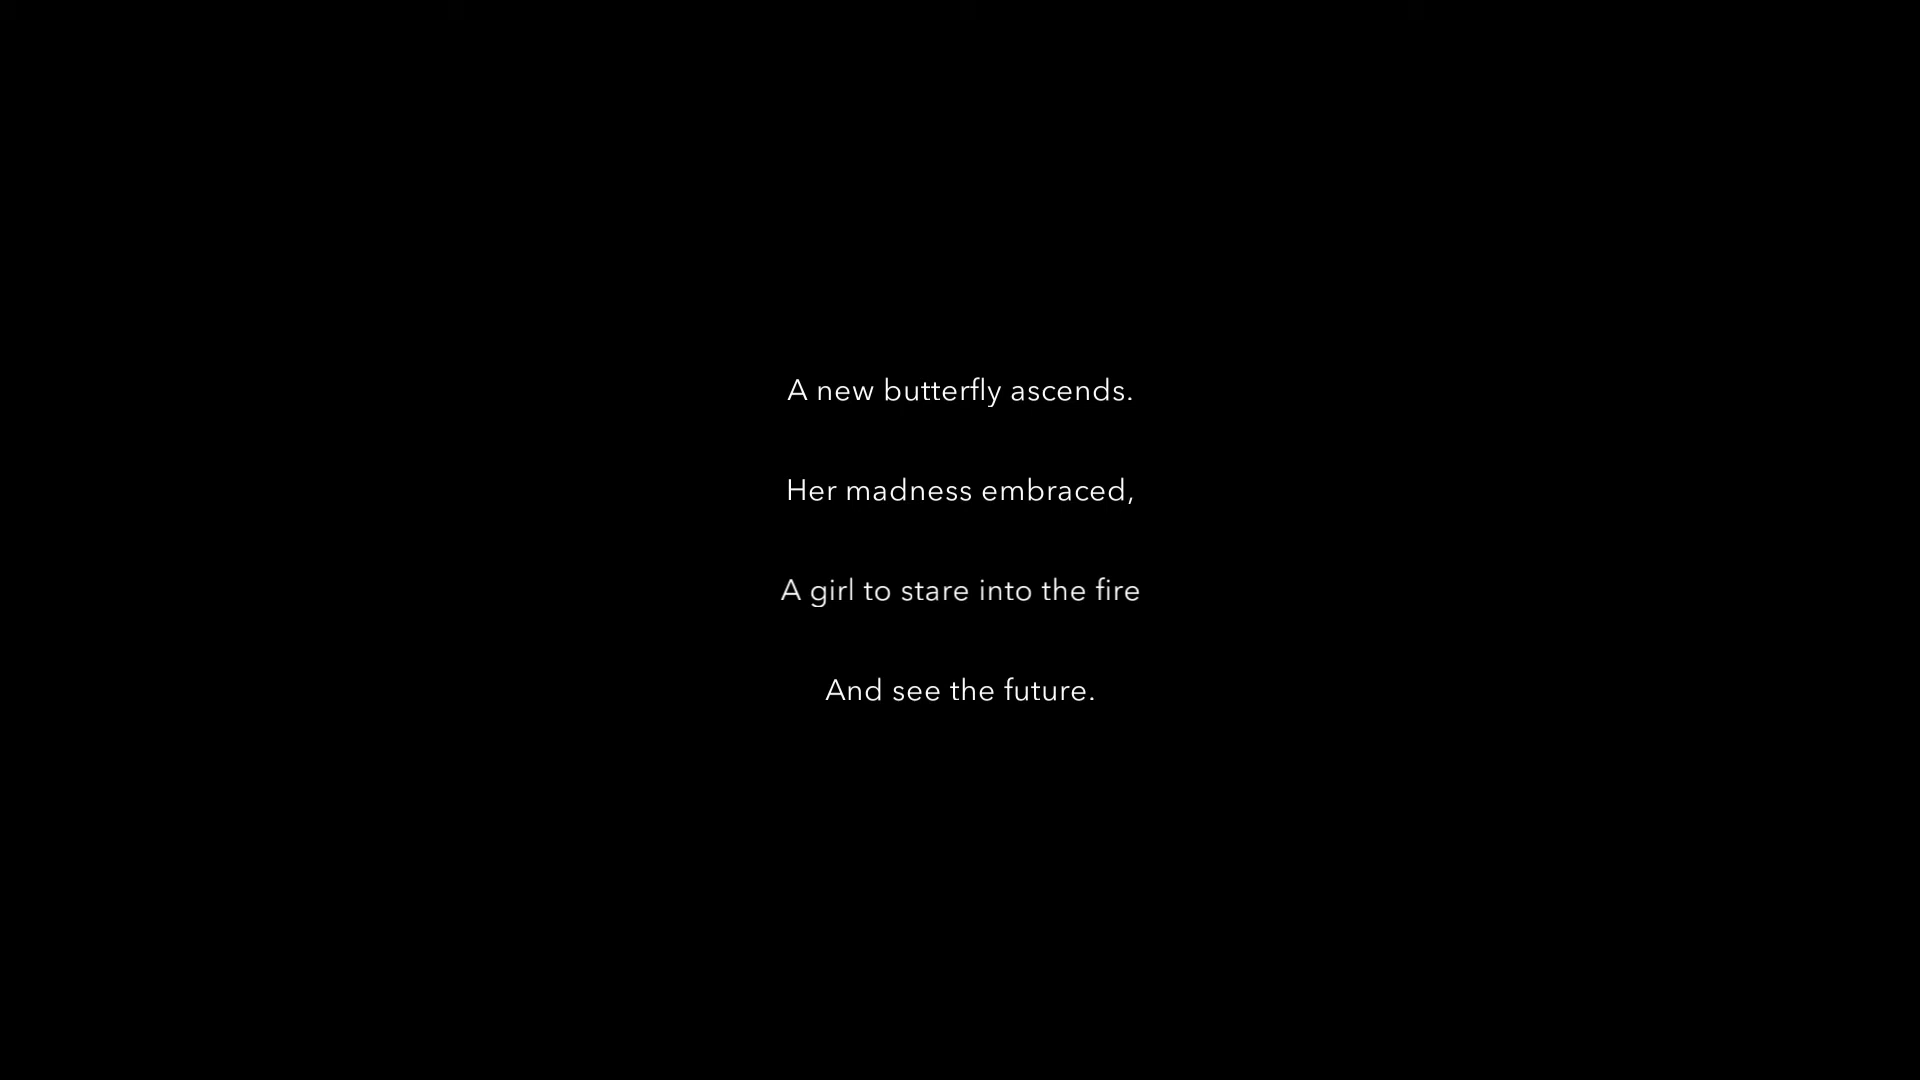 A new butterfly ascends.
Her madness embraced,
A girl to stare into the fire
And see the future.